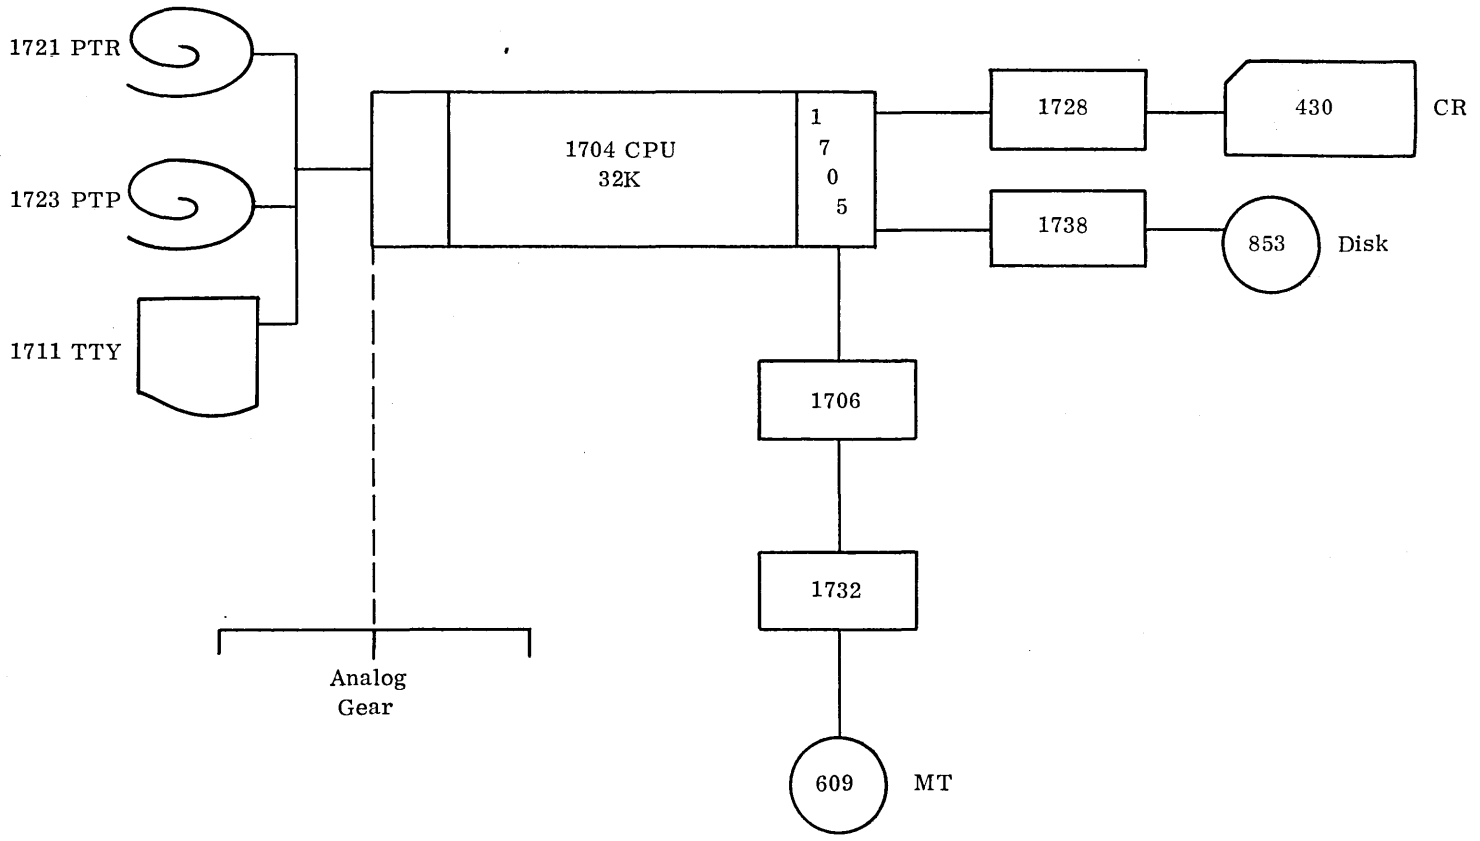 1721 PTR
1723 PTP
1711 TTY
1704 CPU
32K
1
7
0
5
1728
430
CR
1738
853
Disk
1706
1732
609
MT
Analog
Gear